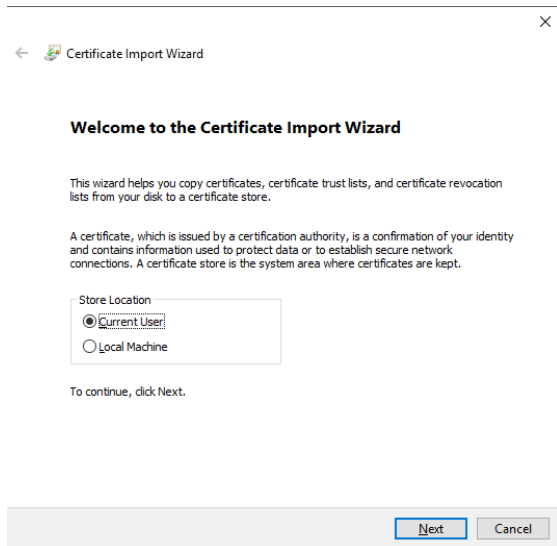 Certificate Import Wizard
Welcome to the Certificate Import Wizard
This wizard helps you copy certificates, certificate trust lists, and certificate revocation
lists from your disk to a certificate store.
A certificate, which is issued by a certification authority, is a confirmation of your identity
and contains information used to protect data or to establish secure network
connections. A certificate store is the system area where certificates are kept.
Store Location
Current User
Local Machine
To continue, click Next.
Next Cancel